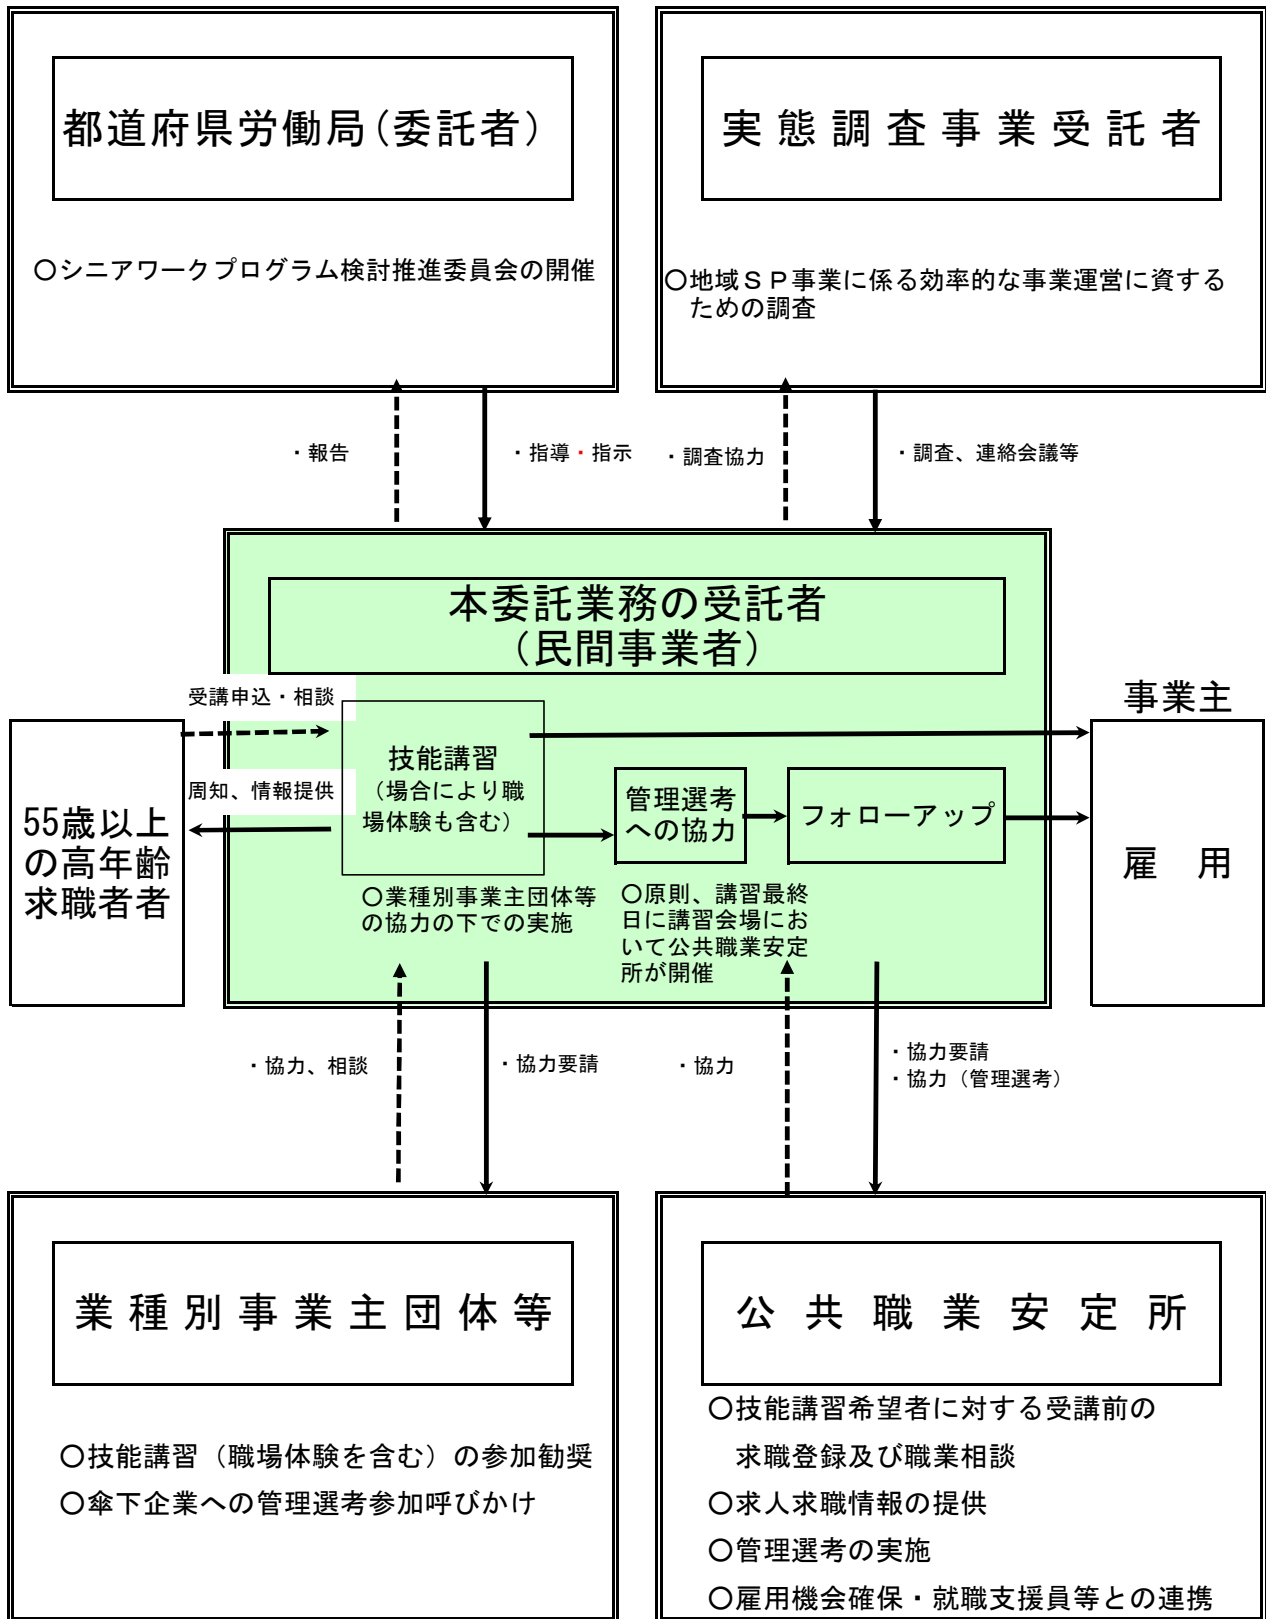 都道府県労働局(委託者)
〇シニアワークプログラム検討推進委員会の開催
実態調査事業受託者
〇地域ＳＰ事業に係る効率的な事業運営に資する
ための調査
・報告
・指導・指示
・調査協力
・調査、連絡会議等
本委託業務の受託者
（民間事業者）
受講申込・相談
周知、情報提供
55歳以上
の高年齢
求職者者
技能講習
（場合により職
場体験も含む）
〇業種別事業主団体等
の協力の下での実施
管理選考
への協力
〇原則、講習最終
日に講習会場にお
いて公共職業安定
所が開催
フォローアップ
事業主
雇　用
・協力、相談
・協力要請
・協力
・協力要請
・協力（管理選考）
業種別事業主団体等
〇技能講習（職場体験を含む）の参加勧奨
〇傘下企業への管理選考参加呼びかけ
公共職業安定所
〇技能講習希望者に対する受講前の
求職登録及び職業相談
〇求人求職情報の提供
〇管理選考の実施
〇雇用機会確保・就職支援員等との連携